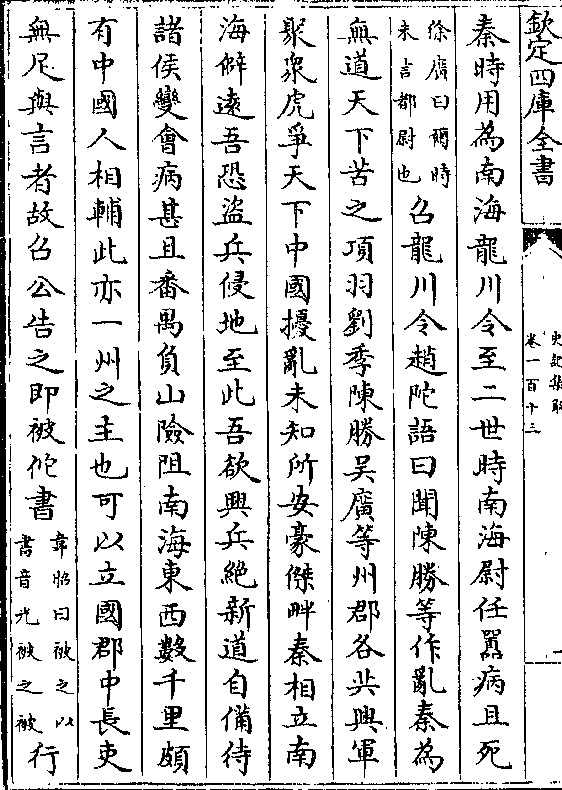 欽定四庫全書
史記集解
卷一百十三
秦時用為南海龍川令至二世時南海尉任囂病且死
徐廣曰爾時
未言都尉也
召龍川令趙陀語曰聞陳勝等作亂秦為
無道天下苦之項羽劉季陳勝吳廣等州郡各共興軍
聚衆虎爭天下中國擾亂未知所安豪傑畔秦相立南
海僻遠吾恐盜兵侵地至此吾欲興兵絶新道自備待
諸侯變會病甚且番禺負山險阻南海東西數千里頗
有中國人相輔此亦一州之主也可以立國郡中長吏
無足與言者故召公告之即被佗書
韋昭曰被之以
書音光被之被
行